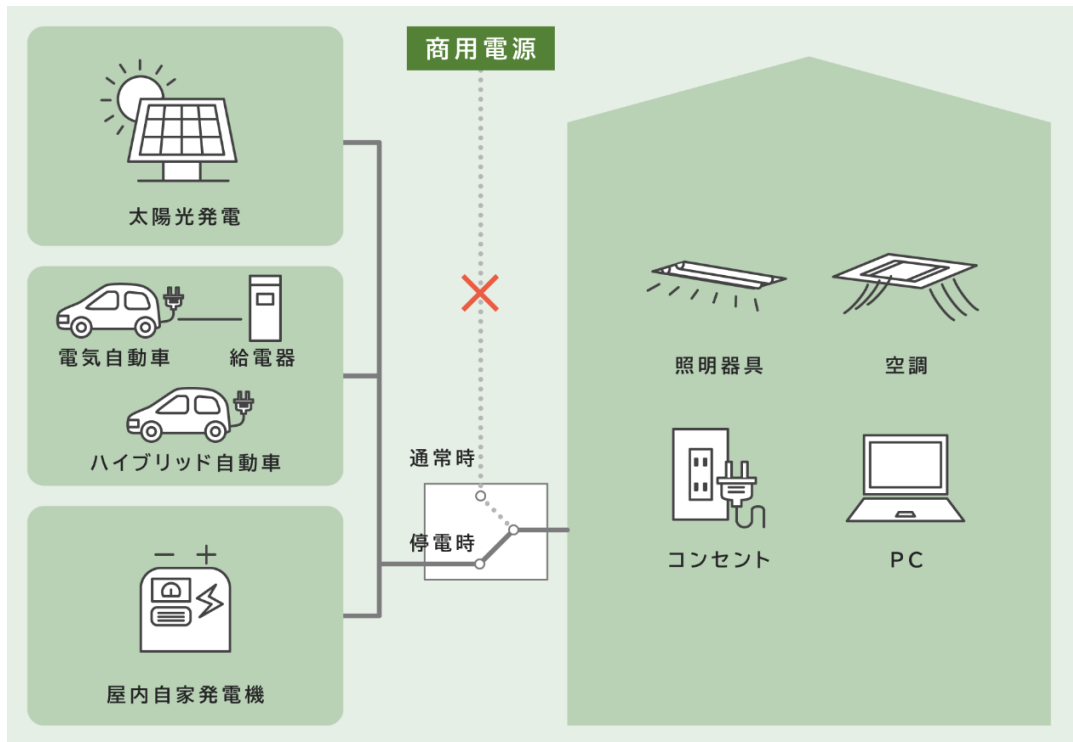 商用電源
太陽光発電
電気自動車
給電器
ハイブリッド自動車
屋内自家発電機
通常時
停電時
照明器具
空調
コンセント
PC